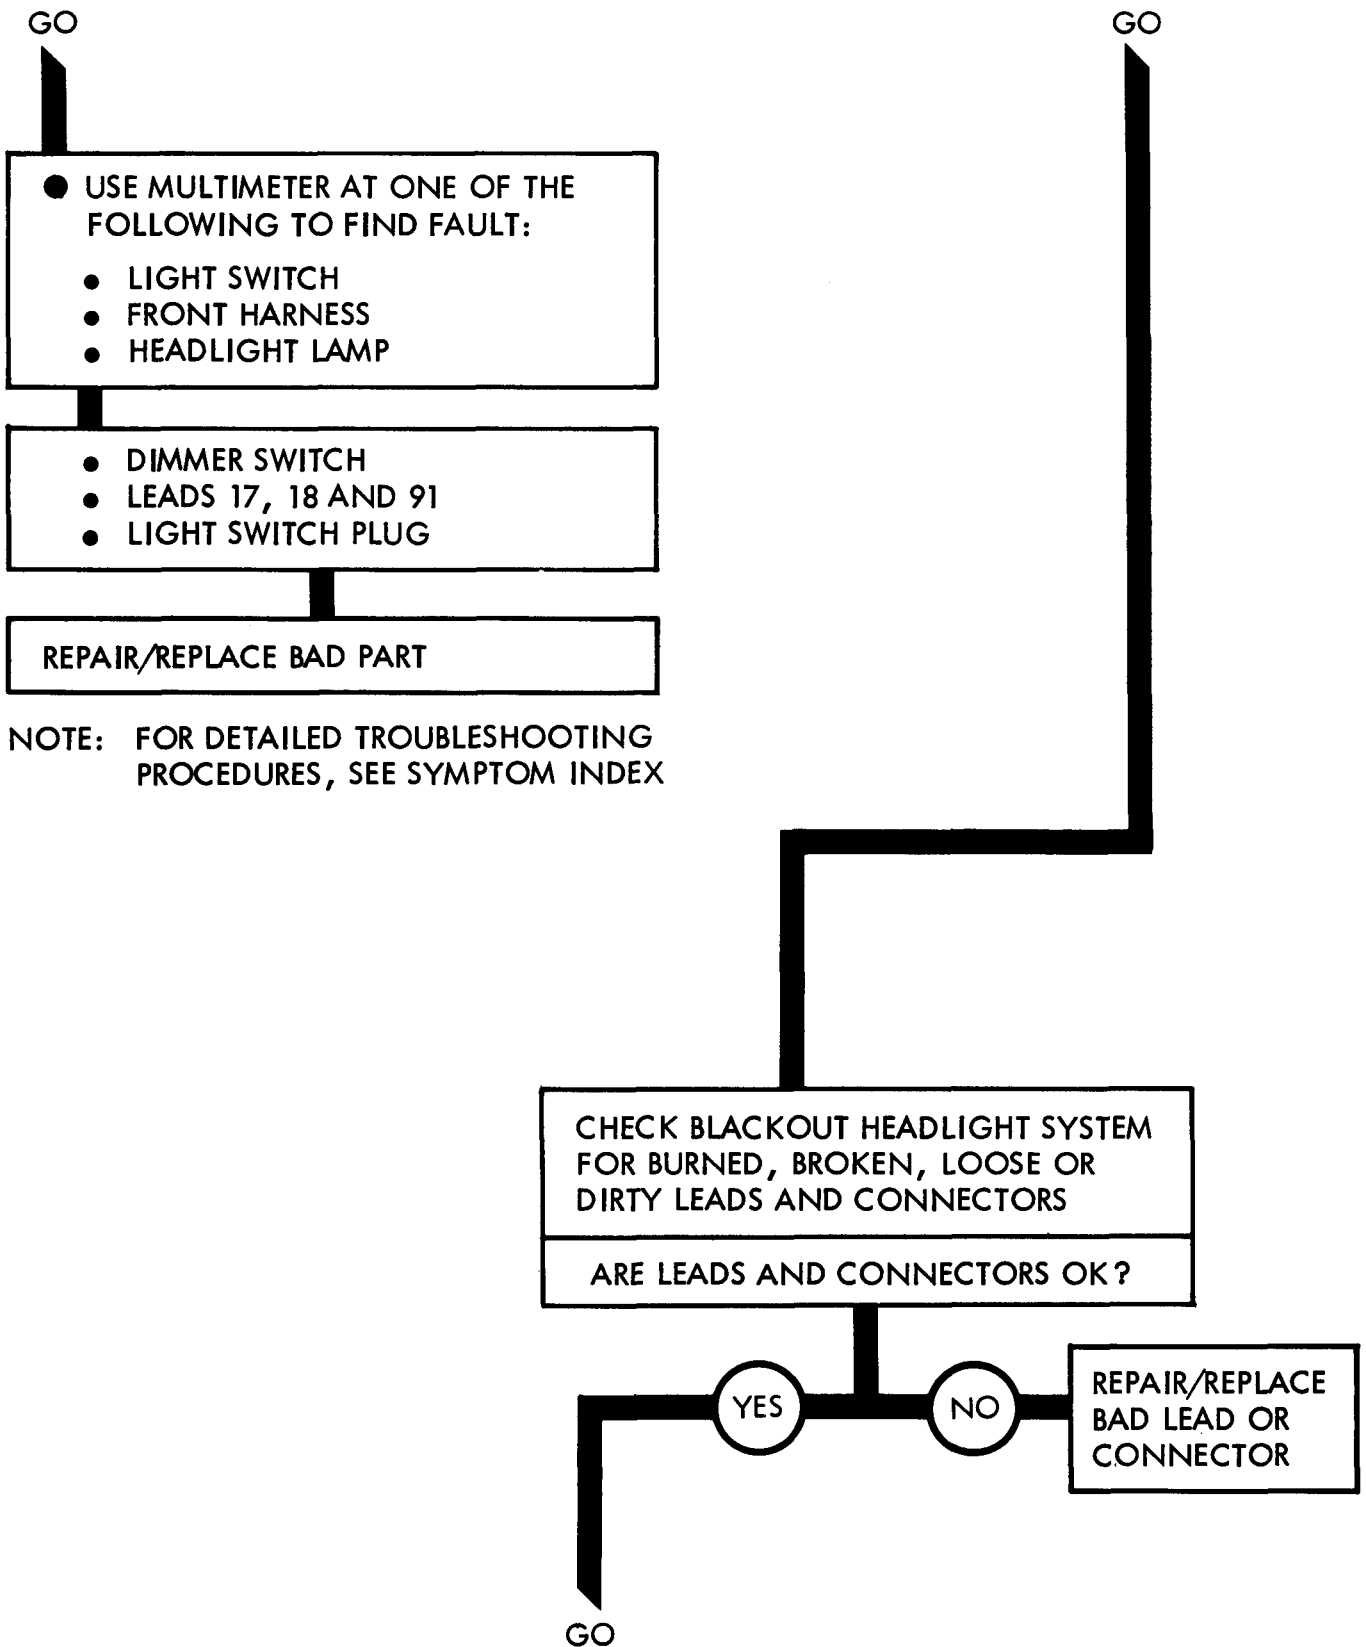 GO
GO
● USE MULTIMETER AT ONE OF THE
FOLLOWING TO FIND FAULT:
● LIGHT SWITCH
● FRONT HARNESS
● HEADLIGHT LAMP
● DIMMER SWITCH
● LEADS 17, 18 AND 91
● LIGHT SWITCH PLUG
REPAIR/REPLACE BAD PART
NOTE: FOR DETAILED TROUBLESHOOTING
PROCEDURES, SEE SYMPTOM INDEX
CHECK BLACKOUT HEADLIGHT SYSTEM
FOR BURNED, BROKEN, LOOSE OR
DIRTY LEADS AND CONNECTORS
ARE LEADS AND CONNECTORS OK?
YES
NO
REPAIR/REPLACE
BAD LEAD OR
CONNECTOR
GO